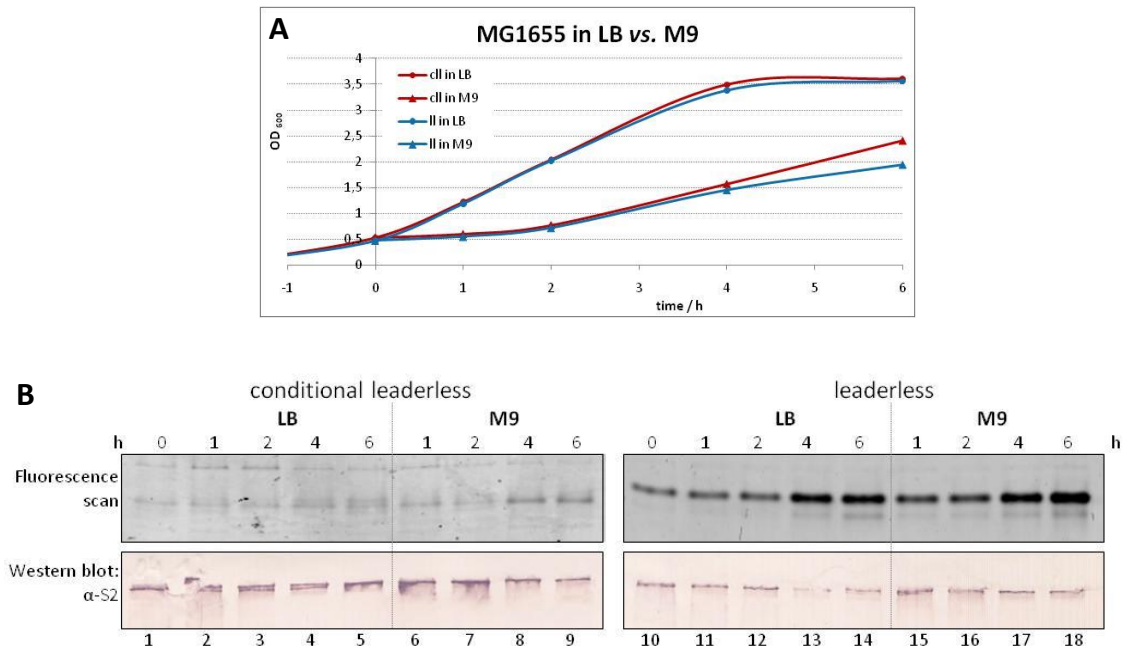 A
MG1655 in LB vs. M9
4
3,5
3
2,5
2
1,5
1
0,5
0
OD 600
cll in LB
cll in M9
ll in LB
ll in M9
-1 0 1 2 3 4 5 6
time / h
B
conditional leaderless leaderless
LB M9 LB M9
h 0 1 2 4 6 1 2 4 6 0 1 2 4 6 1 2 4 6 h
Fluorescence
scan
Western blot:
α-S2
1 2 3 4 5 6 7 8 9 10 11 12 13 14 15 16 17 18